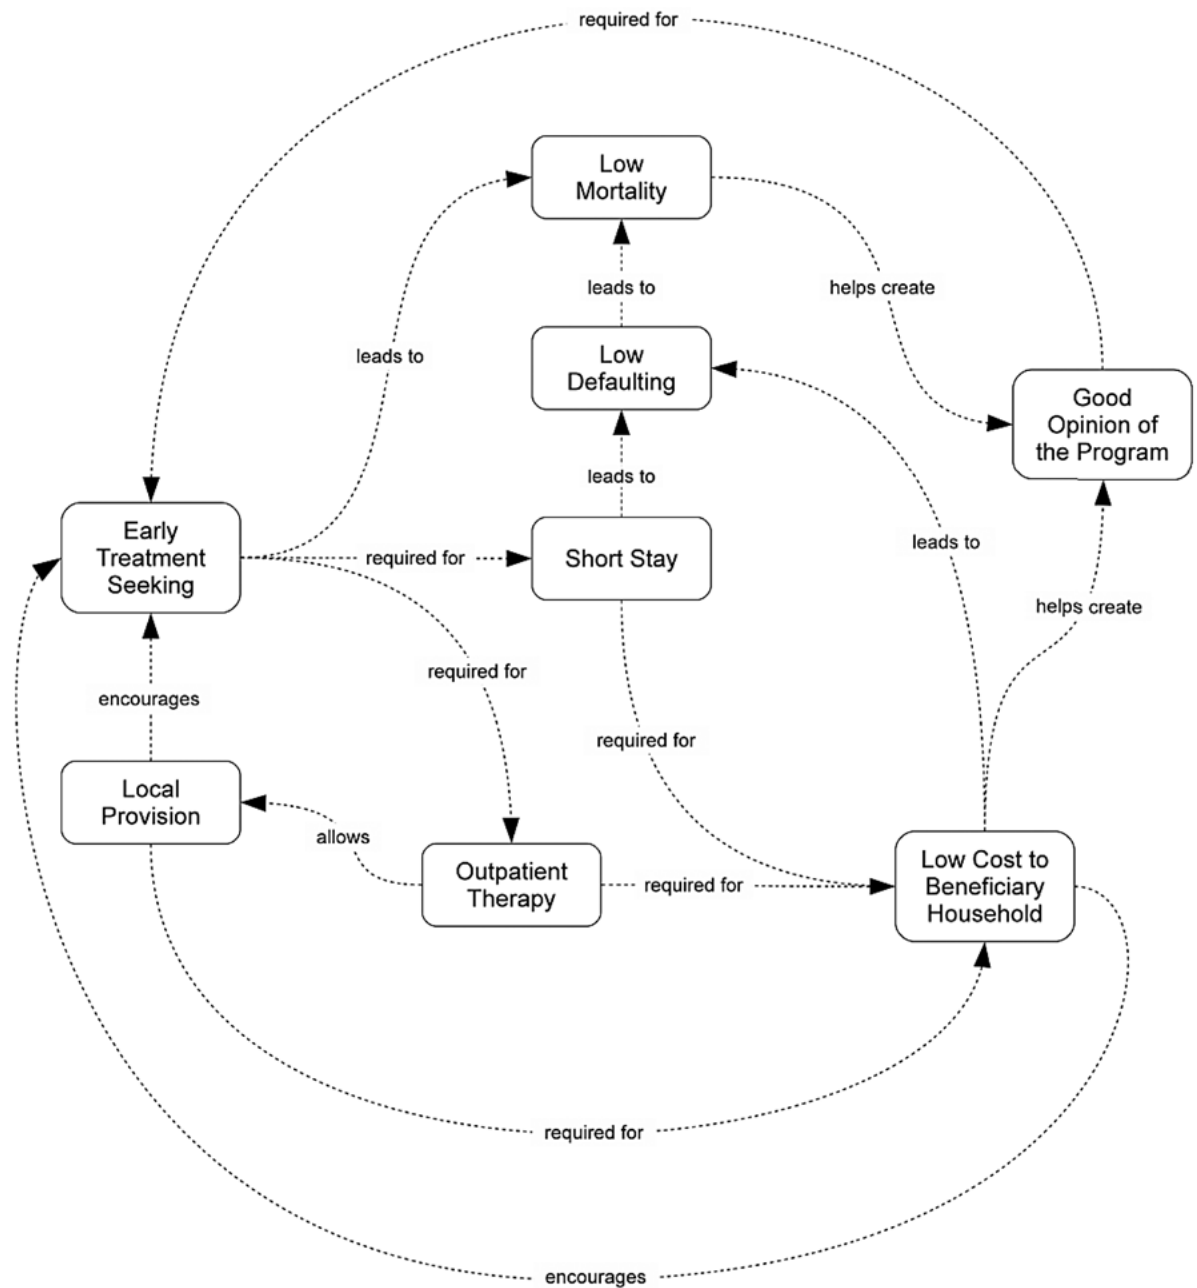 required for
Low
Mortality
leads to
helps create
Low
Defaulting
leads to
Good
Opinion of
the Program
leads to
Early
Treatment
Seeking
required for
Short Stay
leads to
helps create
required for
encourages
required for
Local
Provision
allows
Outpatient
Therapy
required for
Low Cost to
Beneficiary
Household
required for
encourages